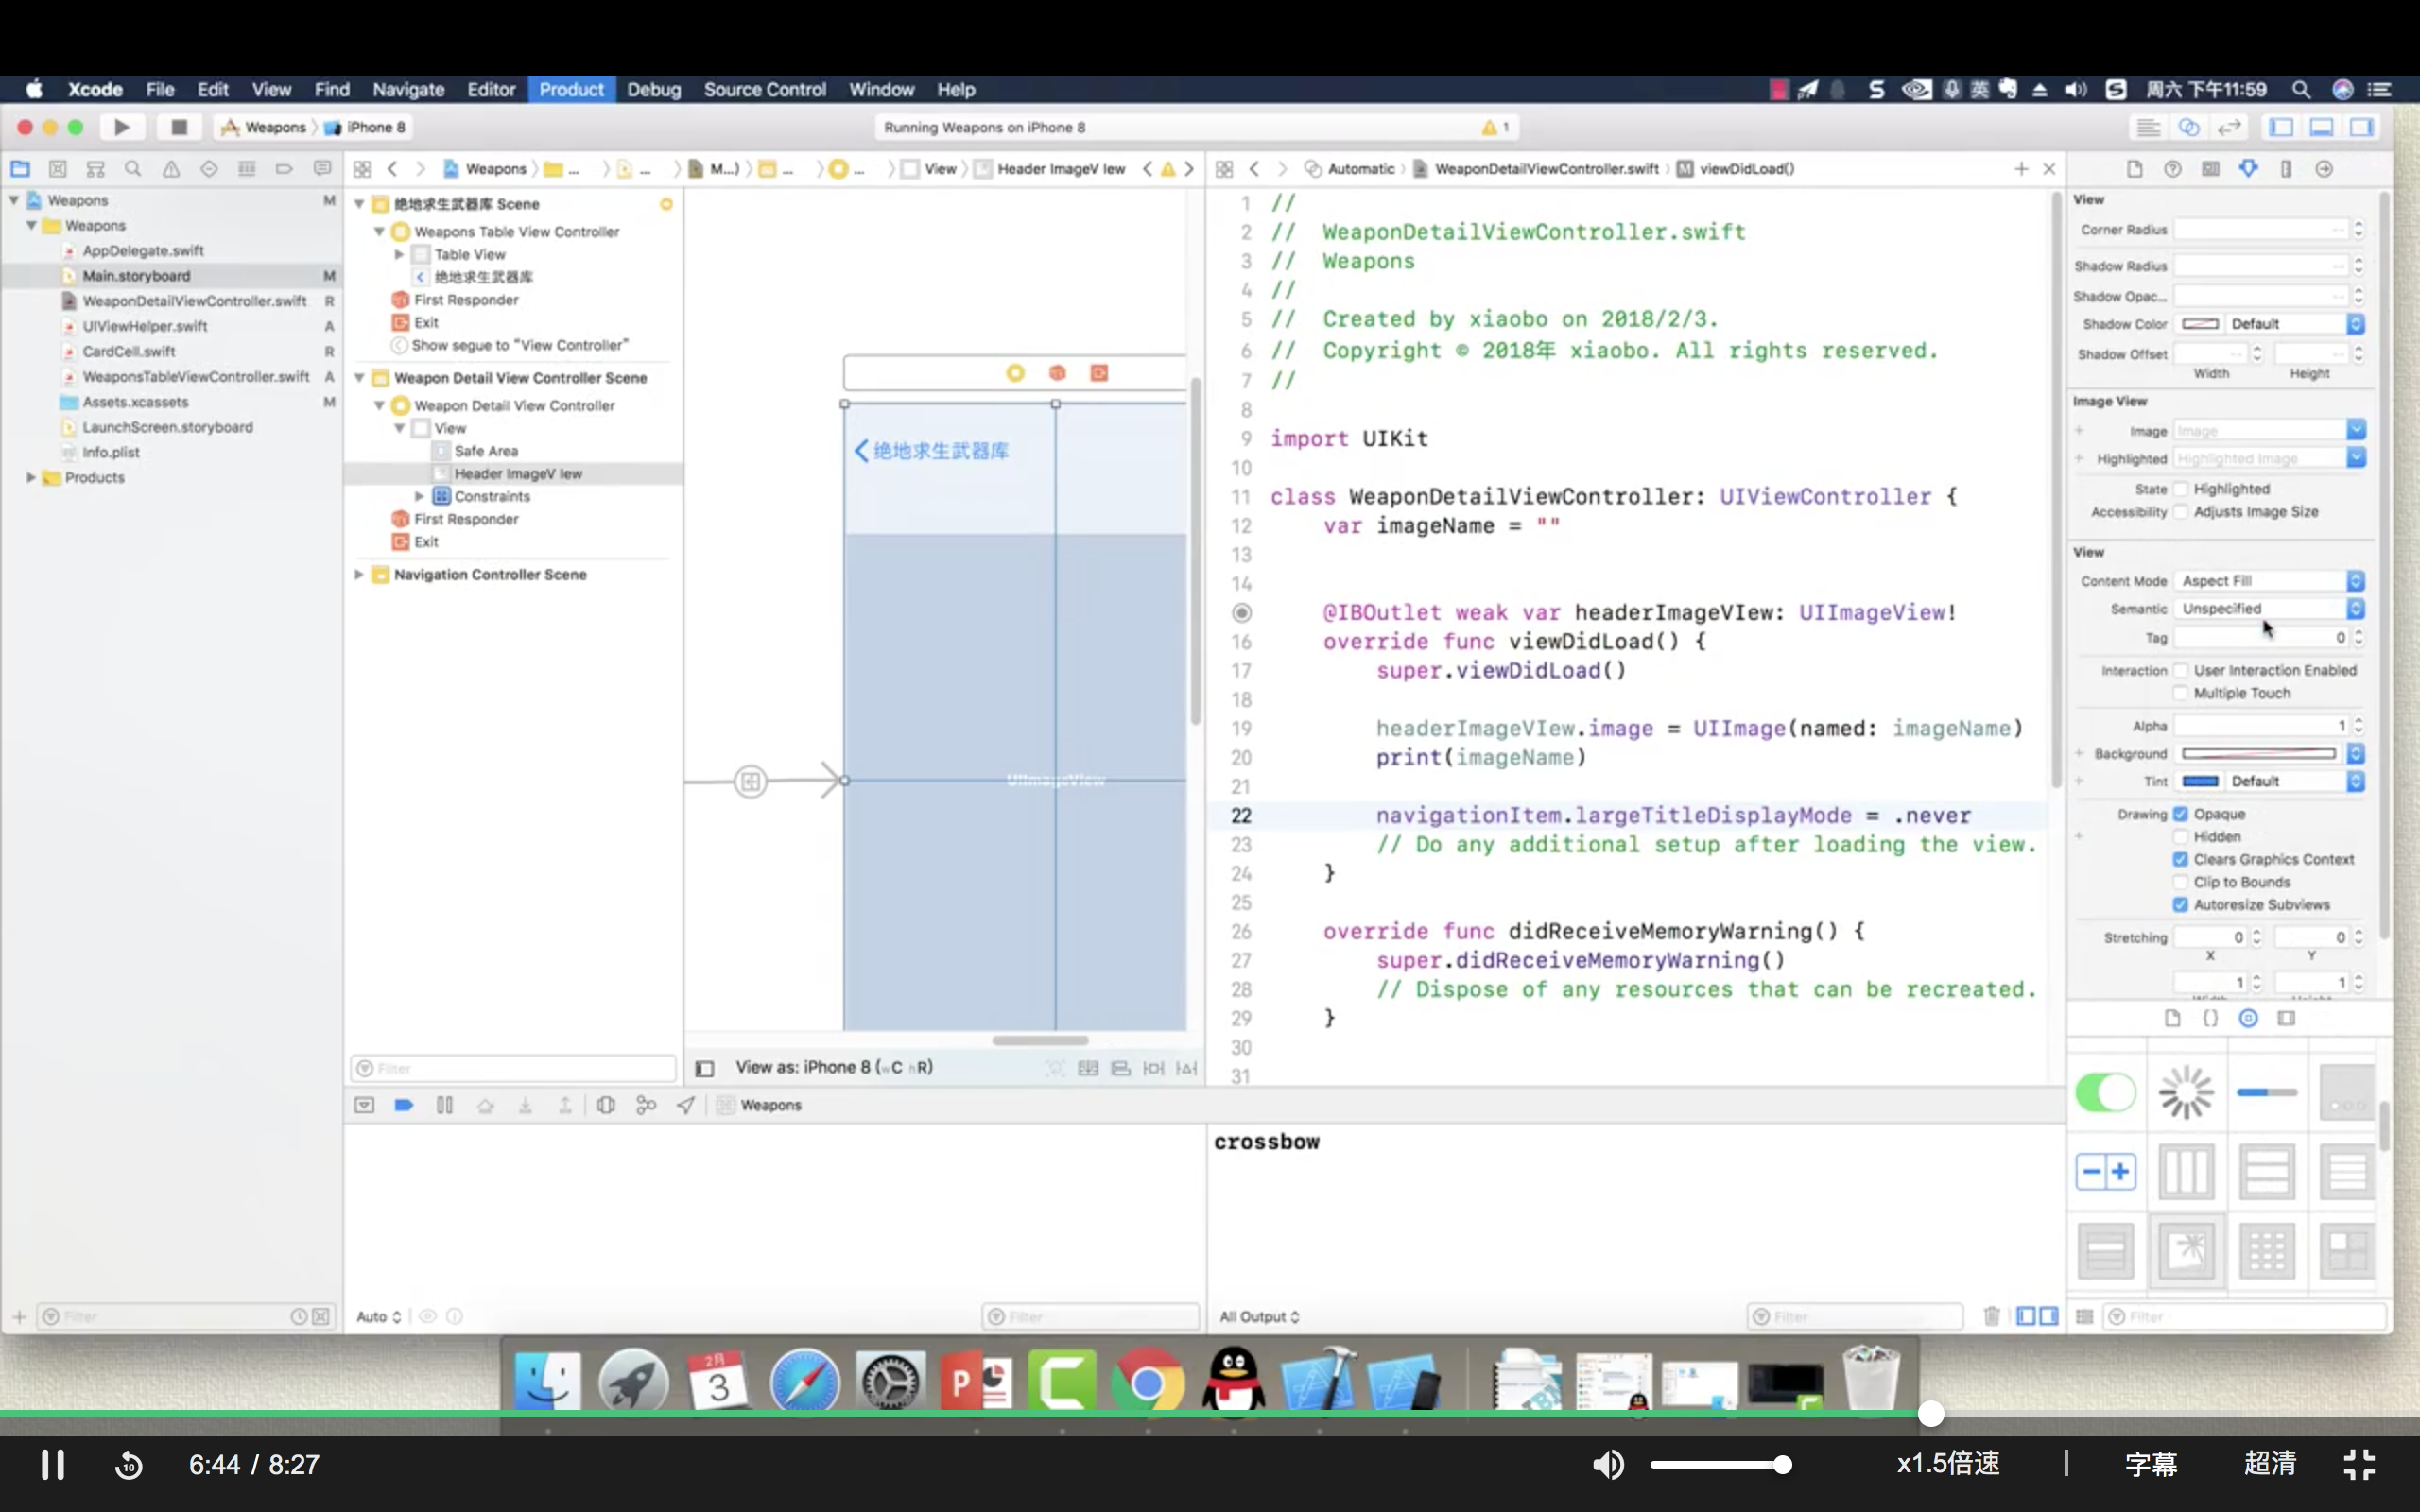 Xcode File Edit View Find Navigate Editor Product Debug Source Control Window Help
英 周六 下午11:59
Weapons iPhone 8
Running Weapons on iPhone 8
1
Weapons M
Weapons
AppDelegate.swift
Main.storyboard M
WeaponDetailViewController.swift R
UIViewHelper.swift A
CardCell.swift R
WeaponsTableViewController.swift A
Assets.xcassets M
LaunchScreen.storyboard
Info.plist
Products
Filter
Weapons ... ... M...) ... ... View Header ImageV Iew
绝地求生武器库 Scene
Weapons Table View Controller
Table View
绝地求生武器库
First Responder
Exit
Show segue to “View Controller”
Weapon Detail View Controller Scene
Weapon Detail View Controller
View
Safe Area
Header ImageV Iew
Constraints
First Responder
Exit
Navigation Controller Scene
Filter
绝地求生武器库
UIImageView
View as: iPhone 8 (wC hR)
Automatic WeaponDetailViewController.swift M viewDidLoad()
1 //
2 //  WeaponDetailViewController.swift
3 //  Weapons
4 //
5 //  Created by xiaobo on 2018/2/3.
6 //  Copyright © 2018年 xiaobo. All rights reserved.
7 //
8
9 import UIKit
10
11 class WeaponDetailViewController: UIViewController {
12     var imageName = ""
13
14
@IBOutlet weak var headerImageVIew: UIImageView!
16     override func viewDidLoad() {
17         super.viewDidLoad()
18
19         headerImageVIew.image = UIImage(named: imageName)
20         print(imageName)
21
22         navigationItem.largeTitleDisplayMode = .never
23         // Do any additional setup after loading the view.
24     }
25
26     override func didReceiveMemoryWarning() {
27         super.didReceiveMemoryWarning()
28         // Dispose of any resources that can be recreated.
29     }
30
31
View
Corner Radius
Shadow Radius
Shadow Opac...
Shadow Color Default
Shadow Offset
Width Height
Image View
Image Image
Highlighted Highlighted Image
State Highlighted
Accessibility Adjusts Image Size
View
Content Mode Aspect Fill
Semantic Unspecified
Tag 0
Interaction User Interaction Enabled
Multiple Touch
Alpha 1
Background
Tint Default
Drawing Opaque
Hidden
Clears Graphics Context
Clip to Bounds
Autoresize Subviews
Stretching 0 0
X Y
1 1
Weapons
crossbow
Auto
Filter
All Output
Filter
Filter
2月
3
6:44 / 8:27
10
x1.5倍速 | 字幕 超清